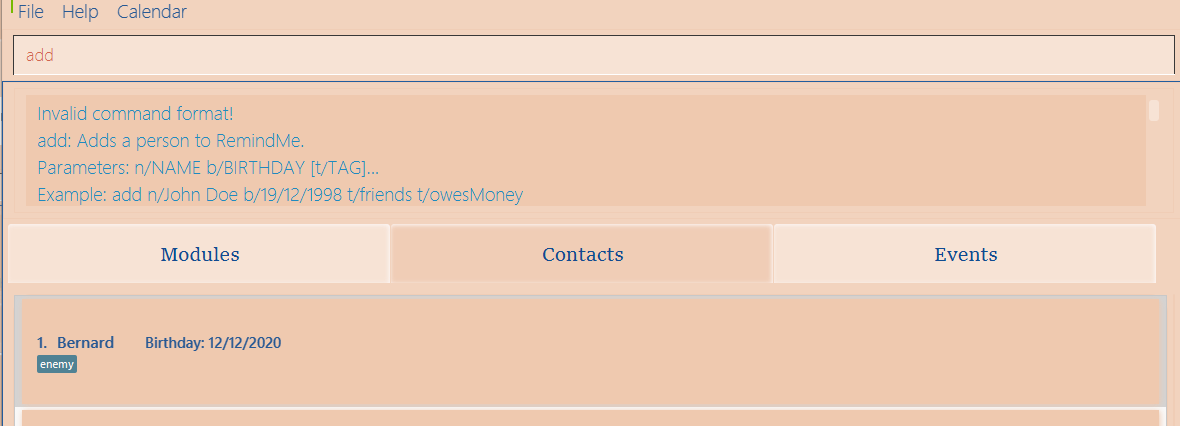 File Help Calendar
add
Invalid command format!
add: Adds a person to RemindMe.
Parameters: n/NAME b/BIRTHDAY [t/TAG]...
Example: add n/John Doe b/19/12/1998 t/friends t/owesMoney
Modules Contacts Events
1. Bernard Birthday: 12/12/2020
enemy